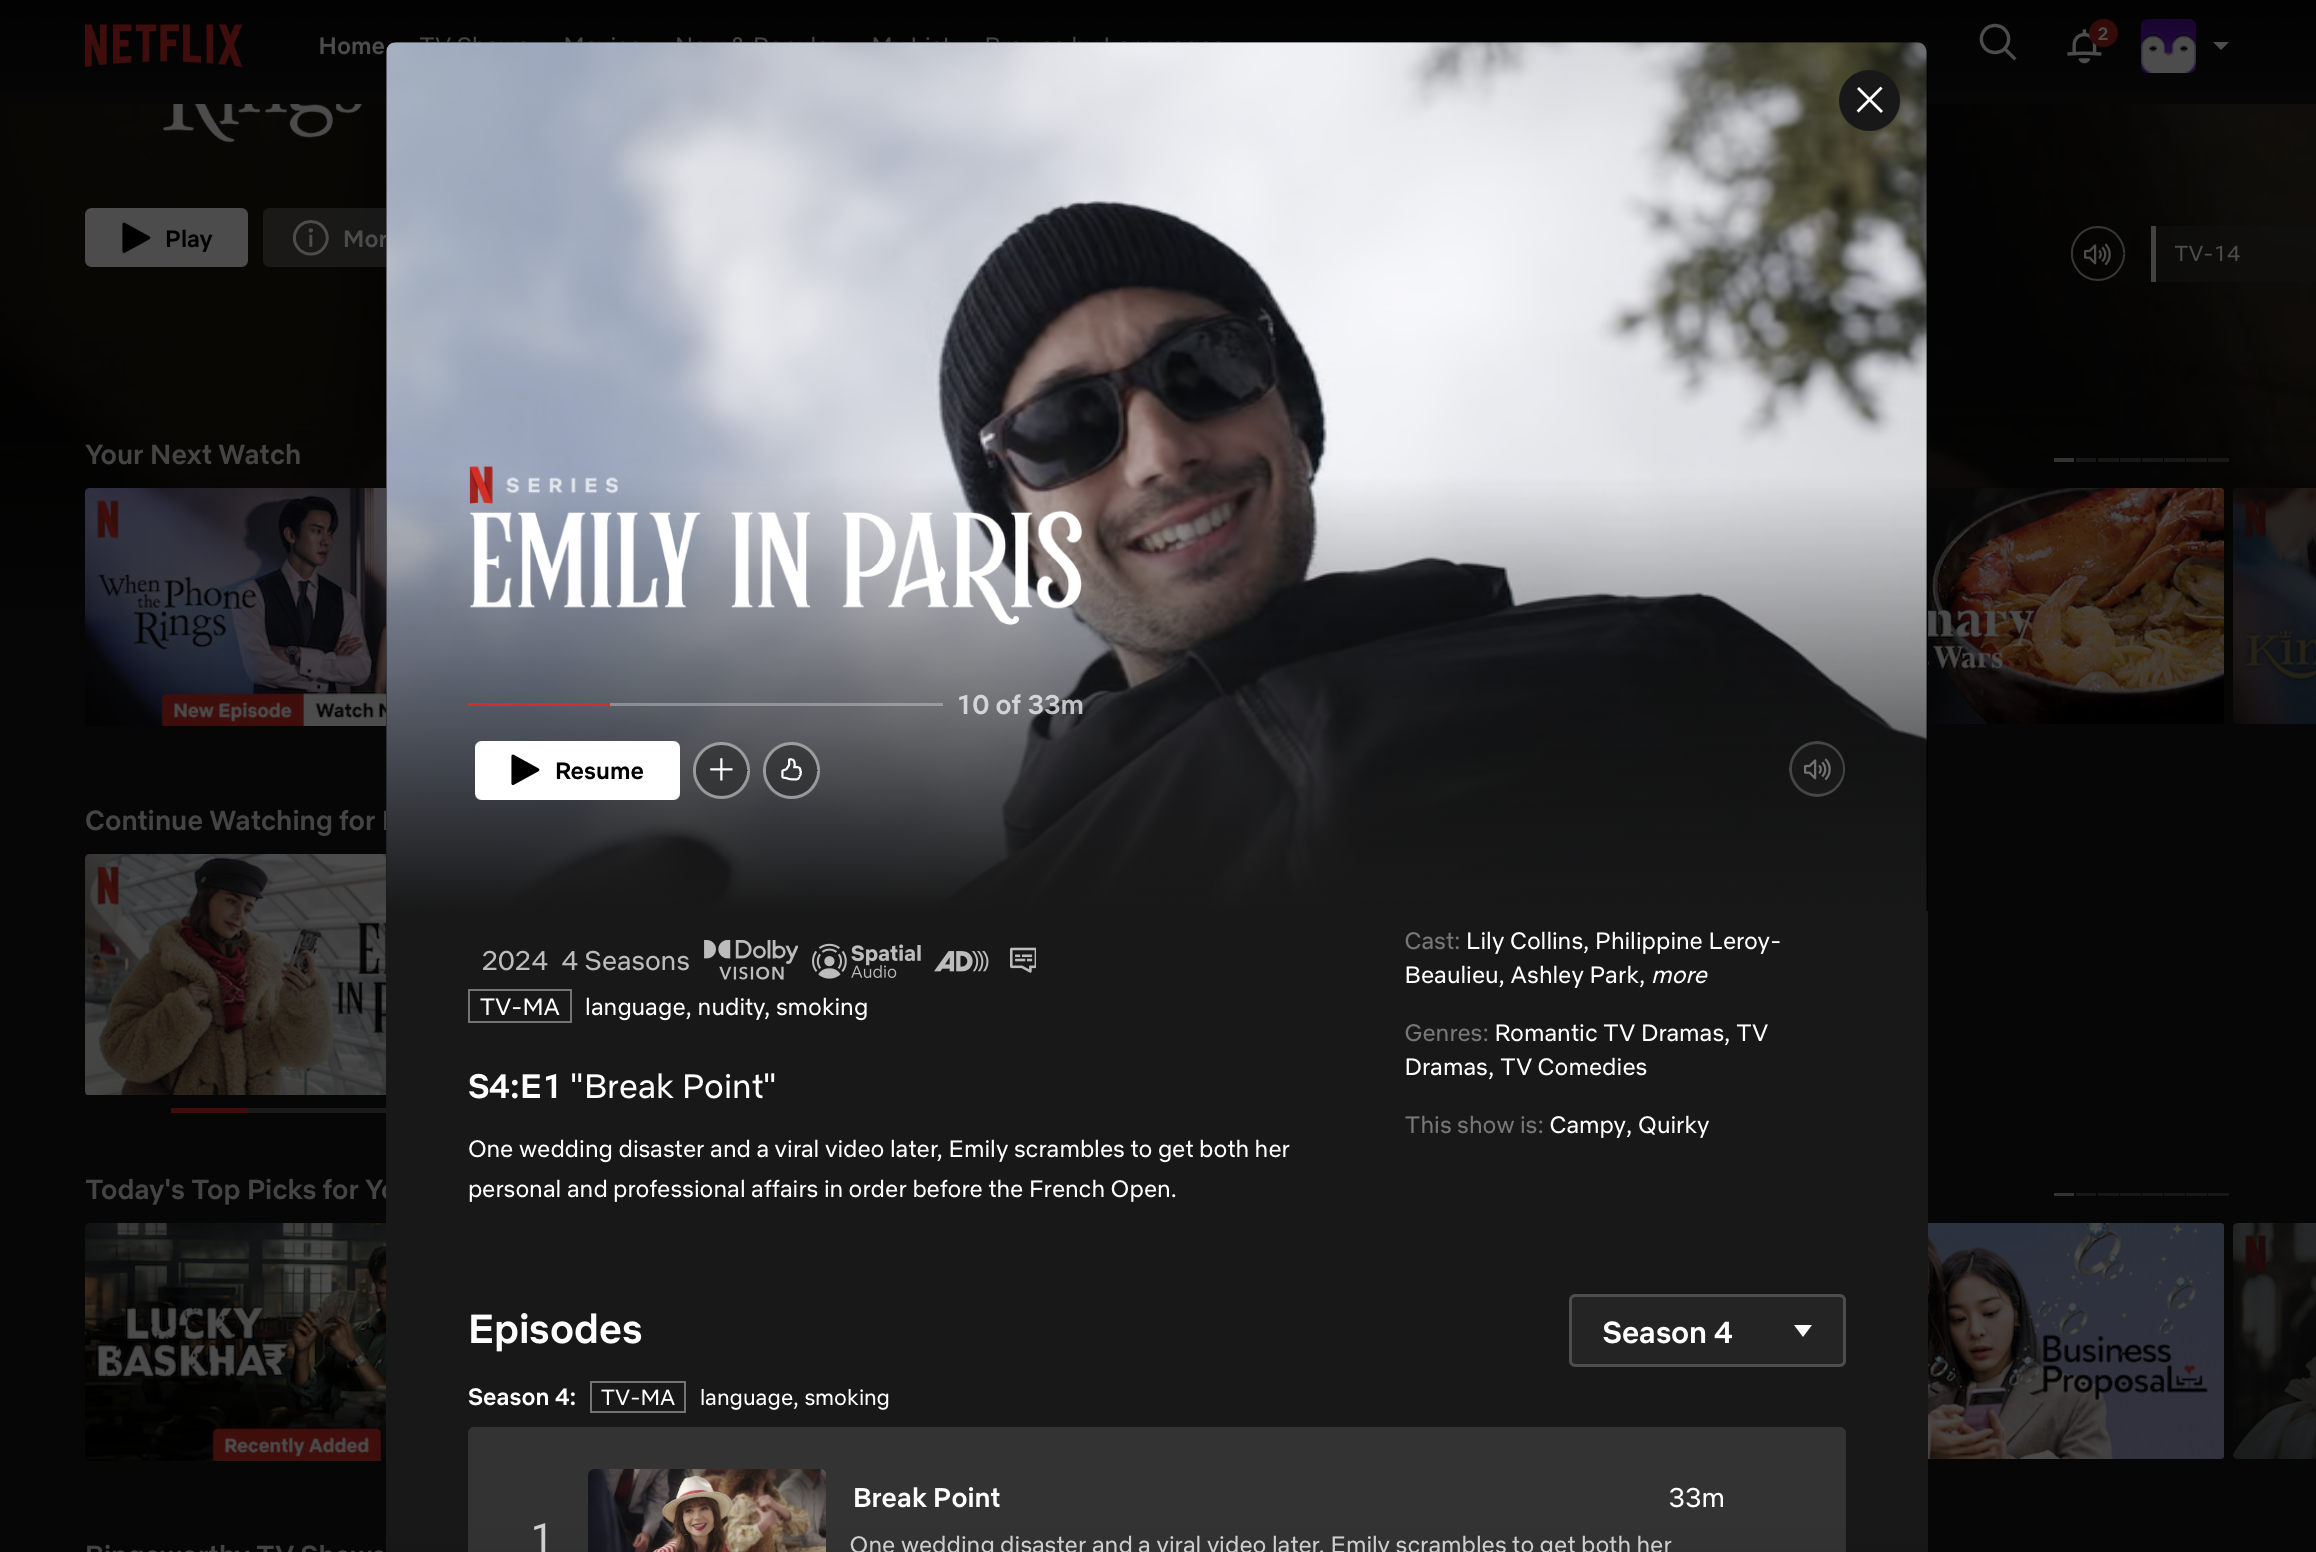 NETFLIX
Home
2
Rings
Play
Mor
TV-14
Your Next Watch
When
the Phone
Rings
New Episode
Watch N
Continue Watching for
Today's Top Picks for Yo
LUCKY
BASKHAR
Recently Added
N SERIES
EMILY IN PARIS
10 of 33m
Resume
2024 4 Seasons Dolby VISION Spatial Audio AD
TV-MA language, nudity, smoking
S4:E1 "Break Point"
One wedding disaster and a viral video later, Emily scrambles to get both her
personal and professional affairs in order before the French Open.
Cast: Lily Collins, Philippine Leroy-
Beaulieu, Ashley Park, more
Genres: Romantic TV Dramas, TV
Dramas, TV Comedies
This show is: Campy, Quirky
Episodes
Season 4
Season 4: TV-MA language, smoking
1
Break Point
33m
One wedding disaster and a viral video later, Emily scrambles to get both her
nary
Wars
Kin
Business
Proposal